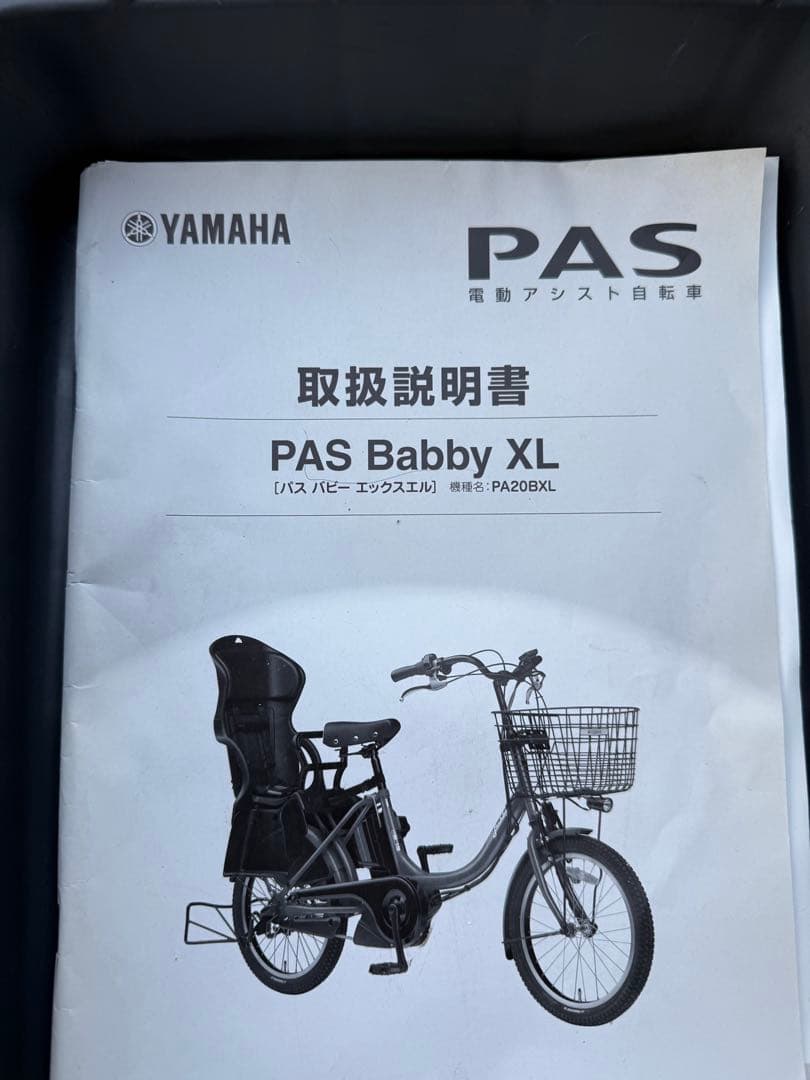 YAMAHA
PAS
電動アシスト自転車
取扱説明書
PAS Babby XL
[パス バビー エックスエル] 機種名:PA20BXL